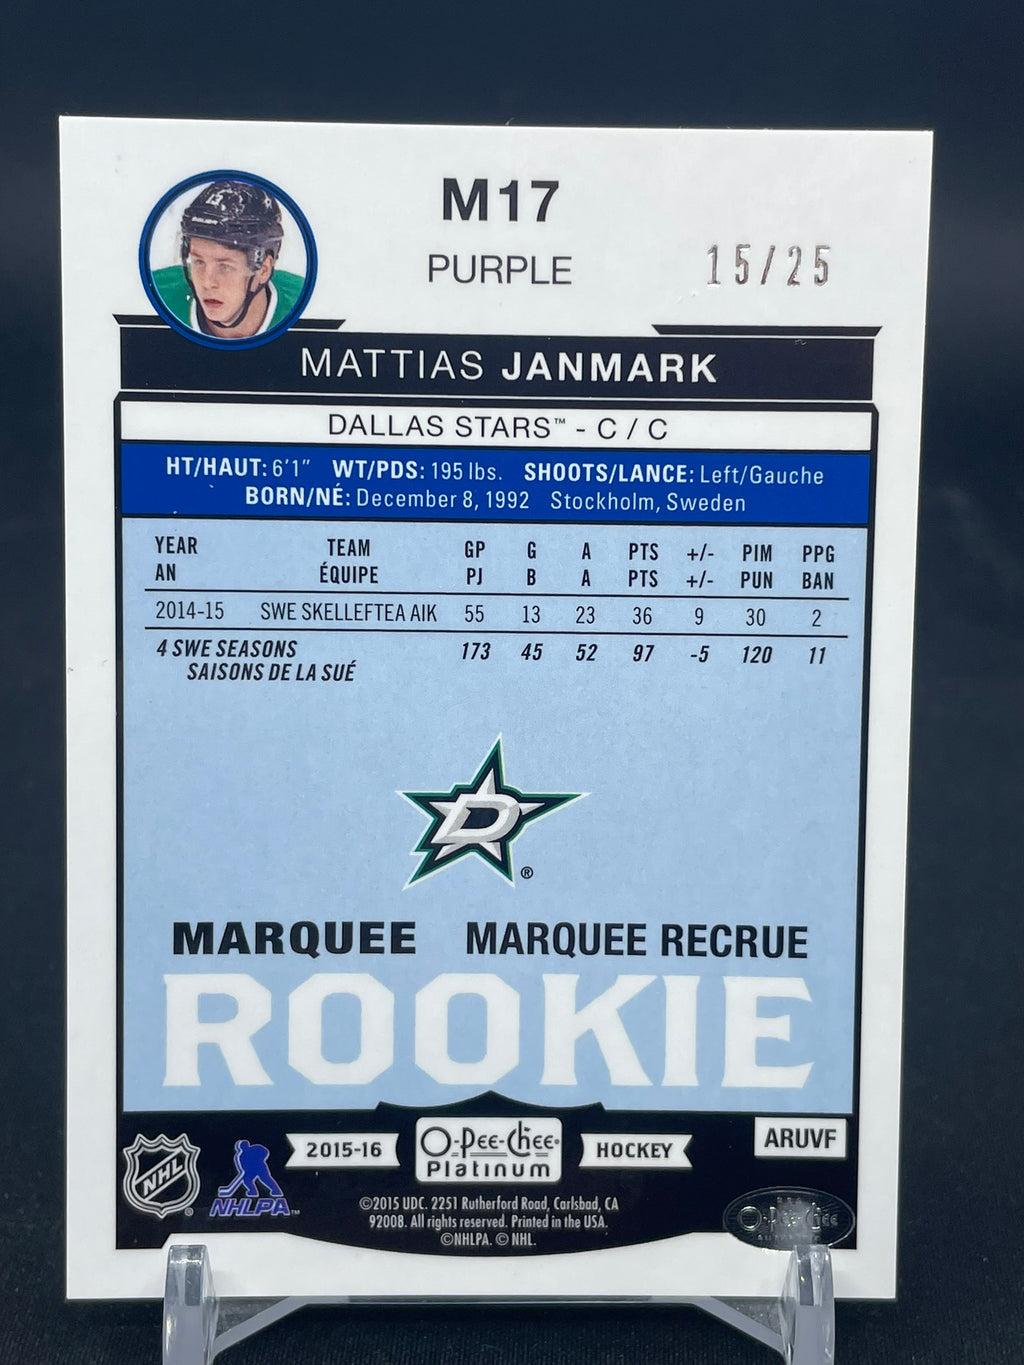 M17
PURPLE
15/25
MATTIAS JANMARK
DALLAS STARS™ - C / C
HT/HAUT: 6'1" WT/PDS: 195 lbs. SHOOTS/LANCE: Left/Gauche
BORN/NÉ: December 8, 1992 Stockholm, Sweden
YEAR TEAM GP G A PTS +/- PIM PPG
AN ÉQUIPE PJ B A PTS +/- PUN BAN
2014-15 SWE SKELLEFTEA AIK 55 13 23 36 9 30 2
4 SWE SEASONS 173 45 52 97 -5 120 11
SAISONS DE LA SUÉ
D ®
MARQUEE MARQUEE RECRUE
ROOKIE
ARUVF
NHL ®
NHLPA™
2015-16
O-Pee-Chee®
Platinum
HOCKEY
©2015 UDC. 2251 Rutherford Road, Carlsbad, CA
92008. All rights reserved. Printed in the USA.
©NHLPA. © NHL.
O-Pee-Chee